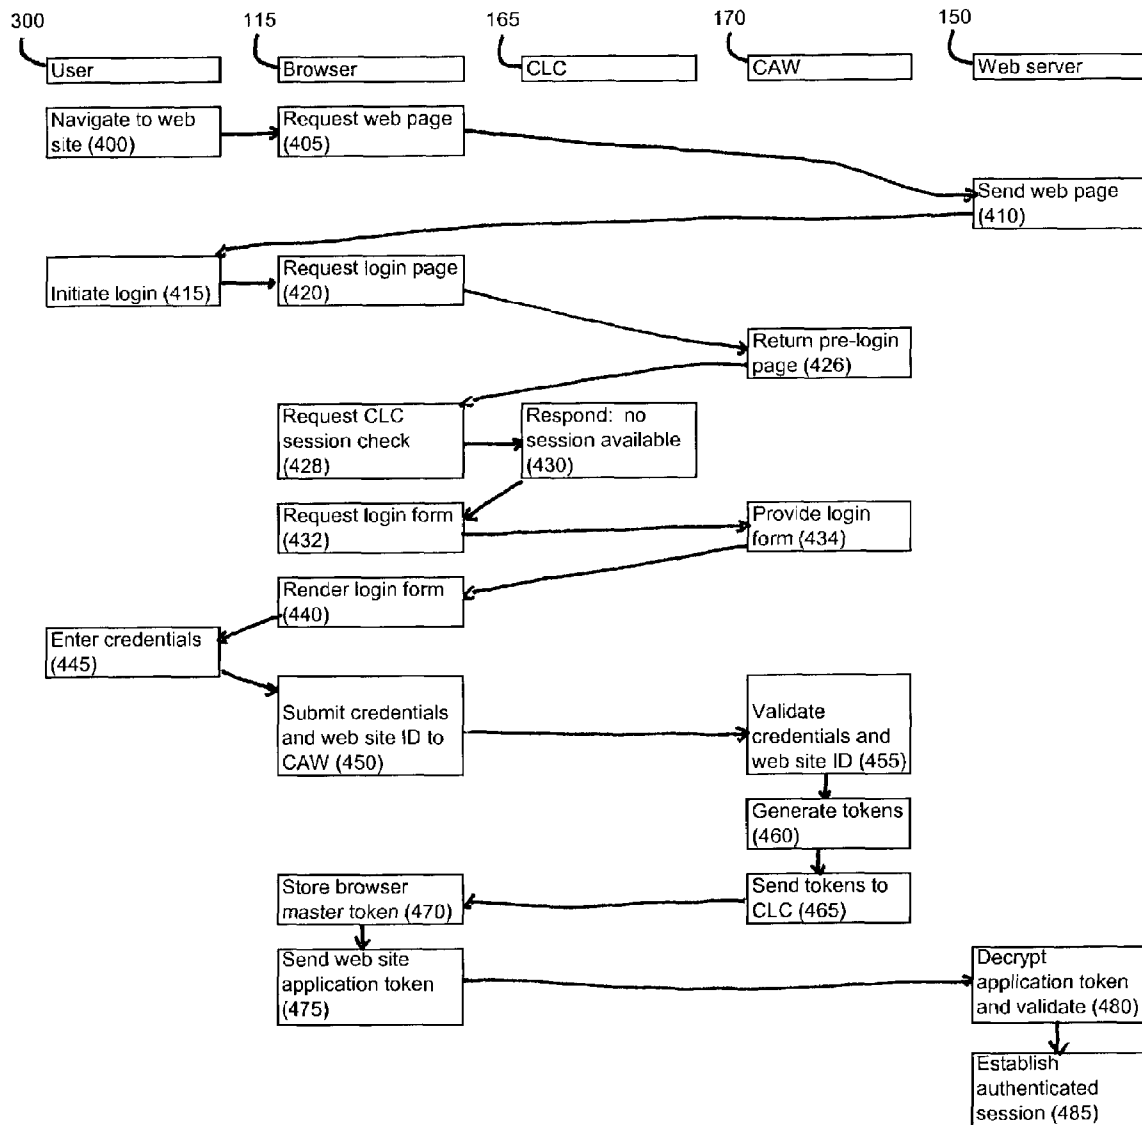 300
115
165
170
150
User
Browser
CLC
CAW
Web server
Navigate to web
site (400)
Request web page
(405)
Send web page
(410)
Initiate login (415)
Request login page
(420)
Return pre-login
page (426)
Request CLC
session check
(428)
Respond: no
session available
(430)
Request login form
(432)
Provide login
form (434)
Render login form
(440)
Enter credentials
(445)
Submit credentials
and web site ID to
CAW (450)
Validate
credentials and
web site ID (455)
Generate tokens
(460)
Send tokens to
CLC (465)
Store browser
master token (470)
Send web site
application token
(475)
Decrypt
application token
and validate (480)
Establish
authenticated
session (485)